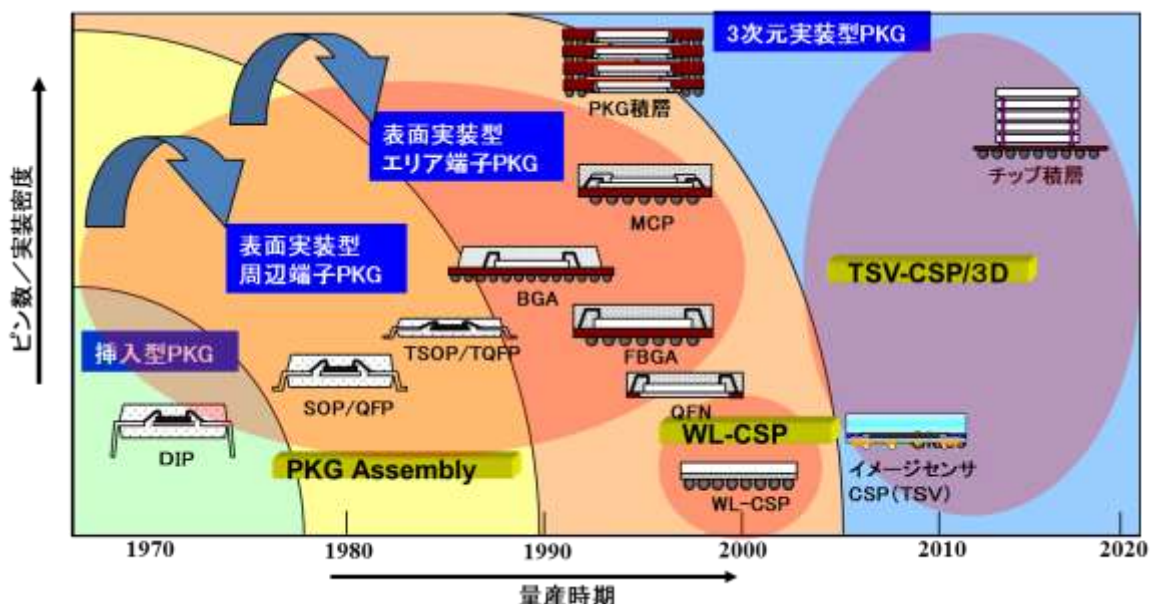 3次元実装型PKG
PKG積層
表面実装型
エリア端子PKG
チップ積層
MCP
表面実装型
周辺端子PKG
TSV-CSP/3D
BGA
ピン数/実装密度
TSOP/TQFP
FBGA
挿入型PKG
SOP/QFP
QFN
WL-CSP
DIP
PKG Assembly
イメージセンサ
CSP(TSV)
WL-CSP
1970
1980
1990
2000
2010
2020
量産時期